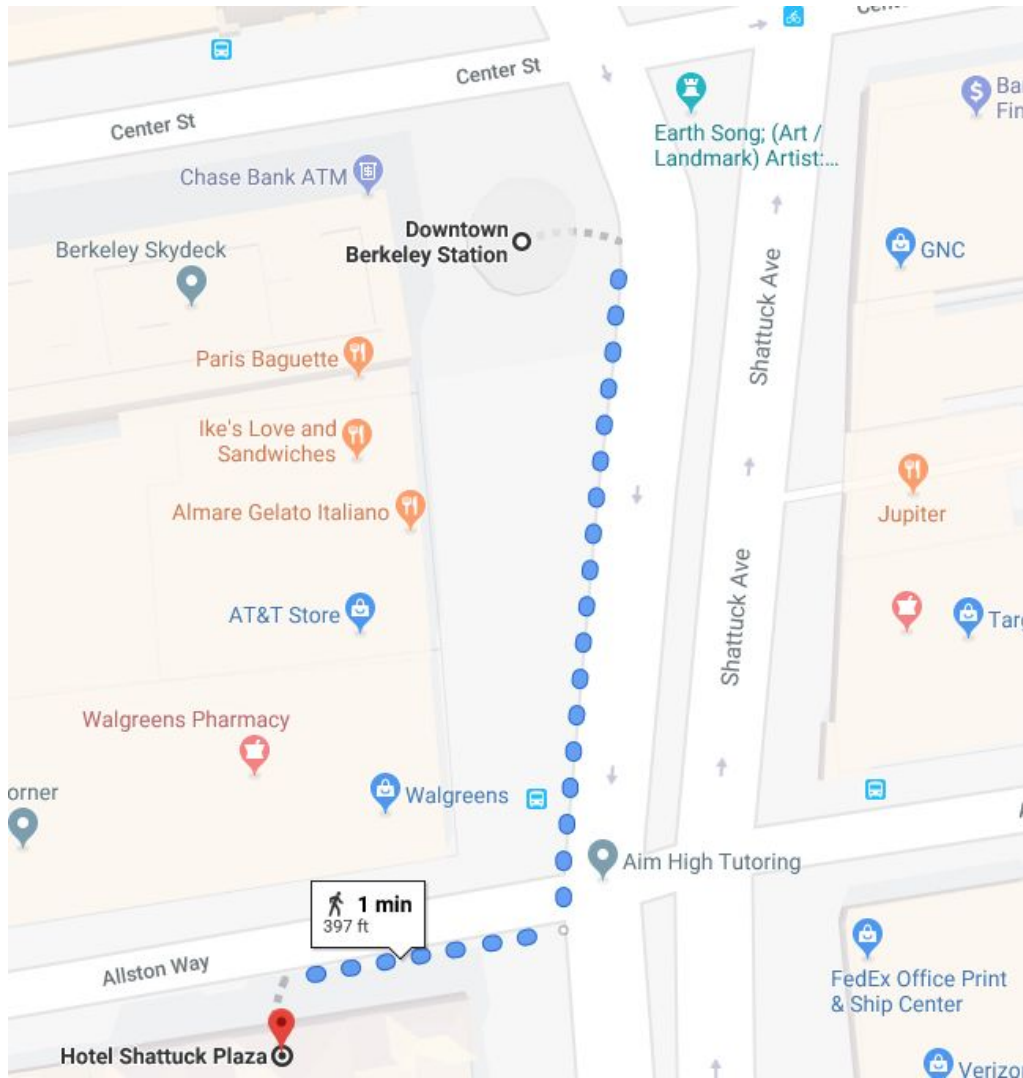 Center St
Center St
Chase Bank ATM
Earth Song; (Art /
Landmark) Artist:...
Downtown
Berkeley Station
Berkeley Skydeck
GNC
Shattuck Ave
Paris Baguette
Ike's Love and
Sandwiches
Almare Gelato Italiano
Jupiter
AT&T Store
Shattuck Ave
Walgreens Pharmacy
orner
Walgreens
Aim High Tutoring
1 min
397 ft
Allston Way
FedEx Office Print
& Ship Center
Hotel Shattuck Plaza